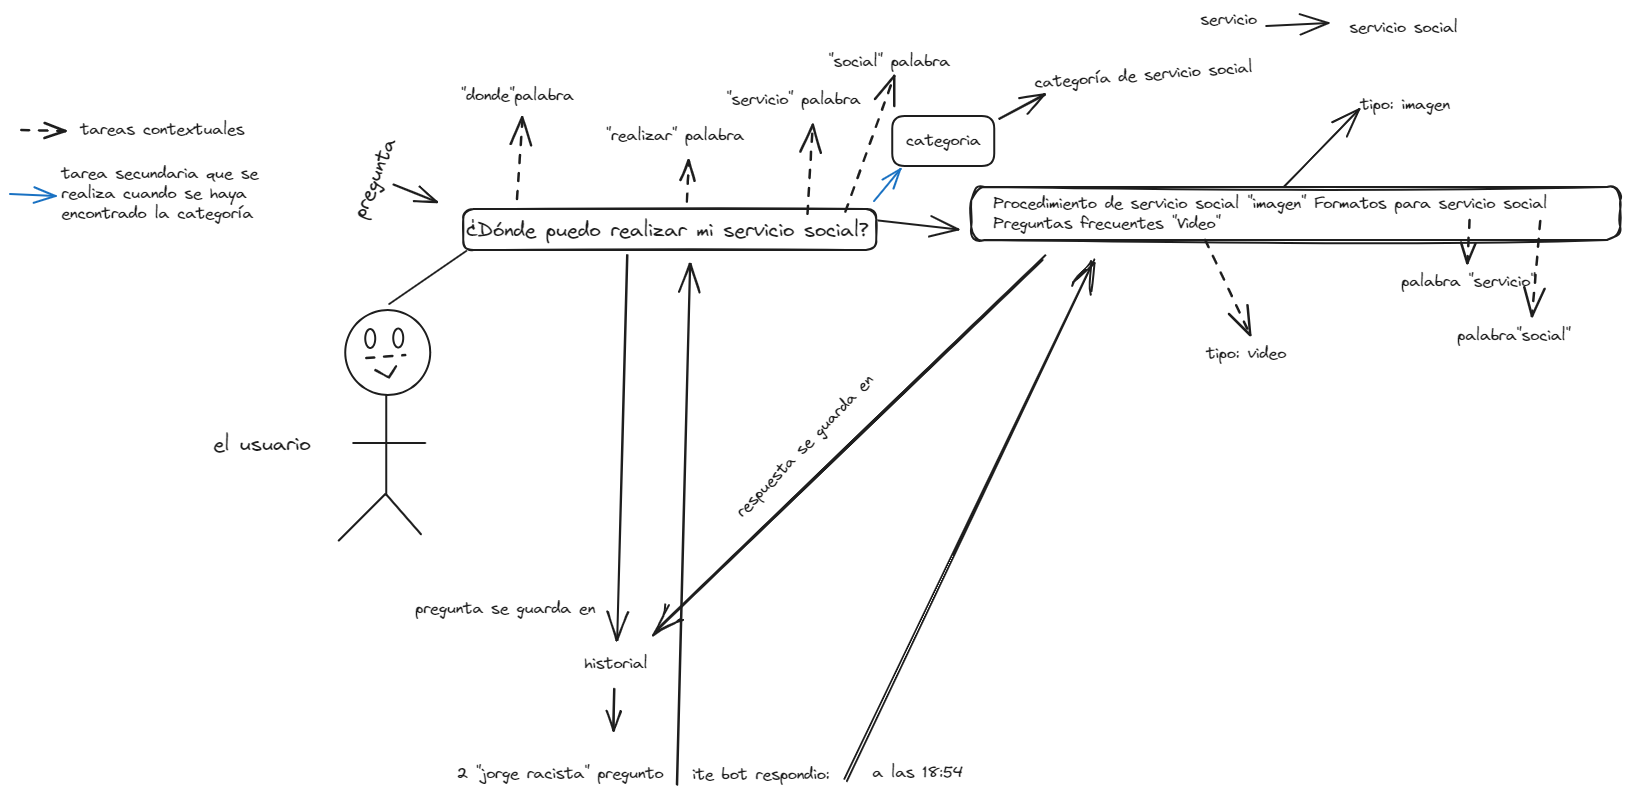 servicio
servicio social
"social" palabra
categoría de servicio social
"donde"palabra
"servicio" palabra
tipo: imagen
tareas contextuales
"realizar" palabra
categoria
tarea secundaria que se
realiza cuando se haya
encontrado la categoría
pregunta
¿Dónde puedo realizar mi servicio social?
Procedimiento de servicio social "imagen" Formatos para servicio social
Preguntas frecuentes "Video"
palabra "servicio"
palabra"social"
tipo: video
el usuario
respuesta se guarda en
pregunta se guarda en
historial
2 "jorge racista" pregunto
ite bot respondio:
a las 18:54